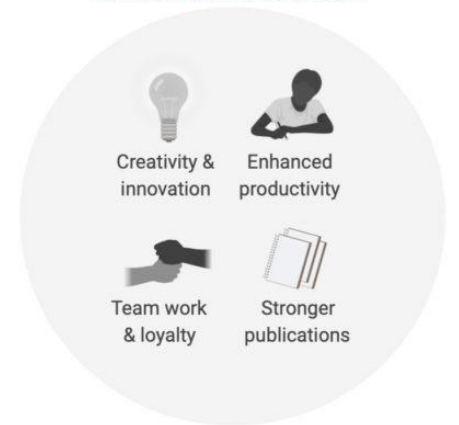 Creativity &
innovation
Enhanced
productivity
Team work
& loyalty
Stronger
publications